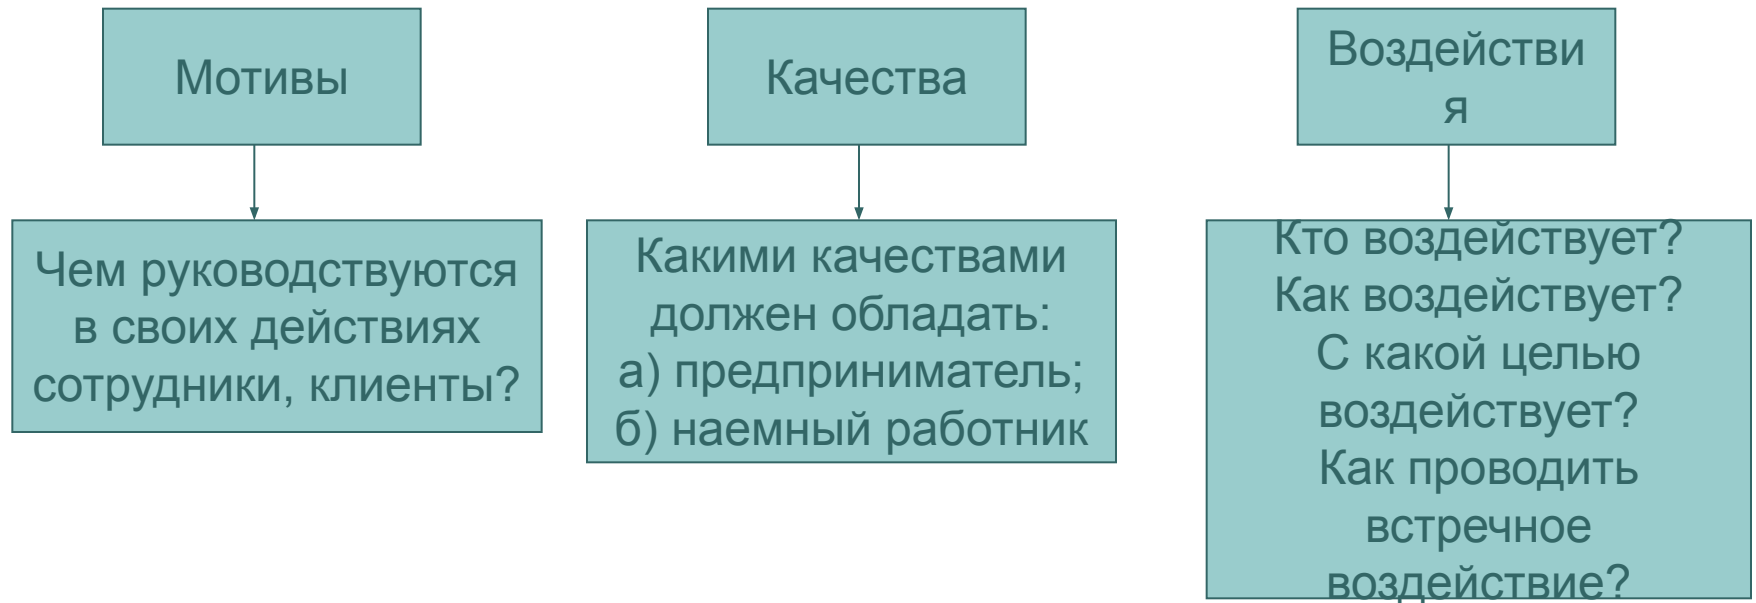 Мотивы
Качества
Воздействи
я
Чем руководствуются
в своих действиях
сотрудники, клиенты?
Какими качествами
должен обладать:
а) предприниматель;
б) наемный работник
Кто воздействует?
Как воздействует?
С какой целью
воздействует?
Как проводить
встречное
воздействие?